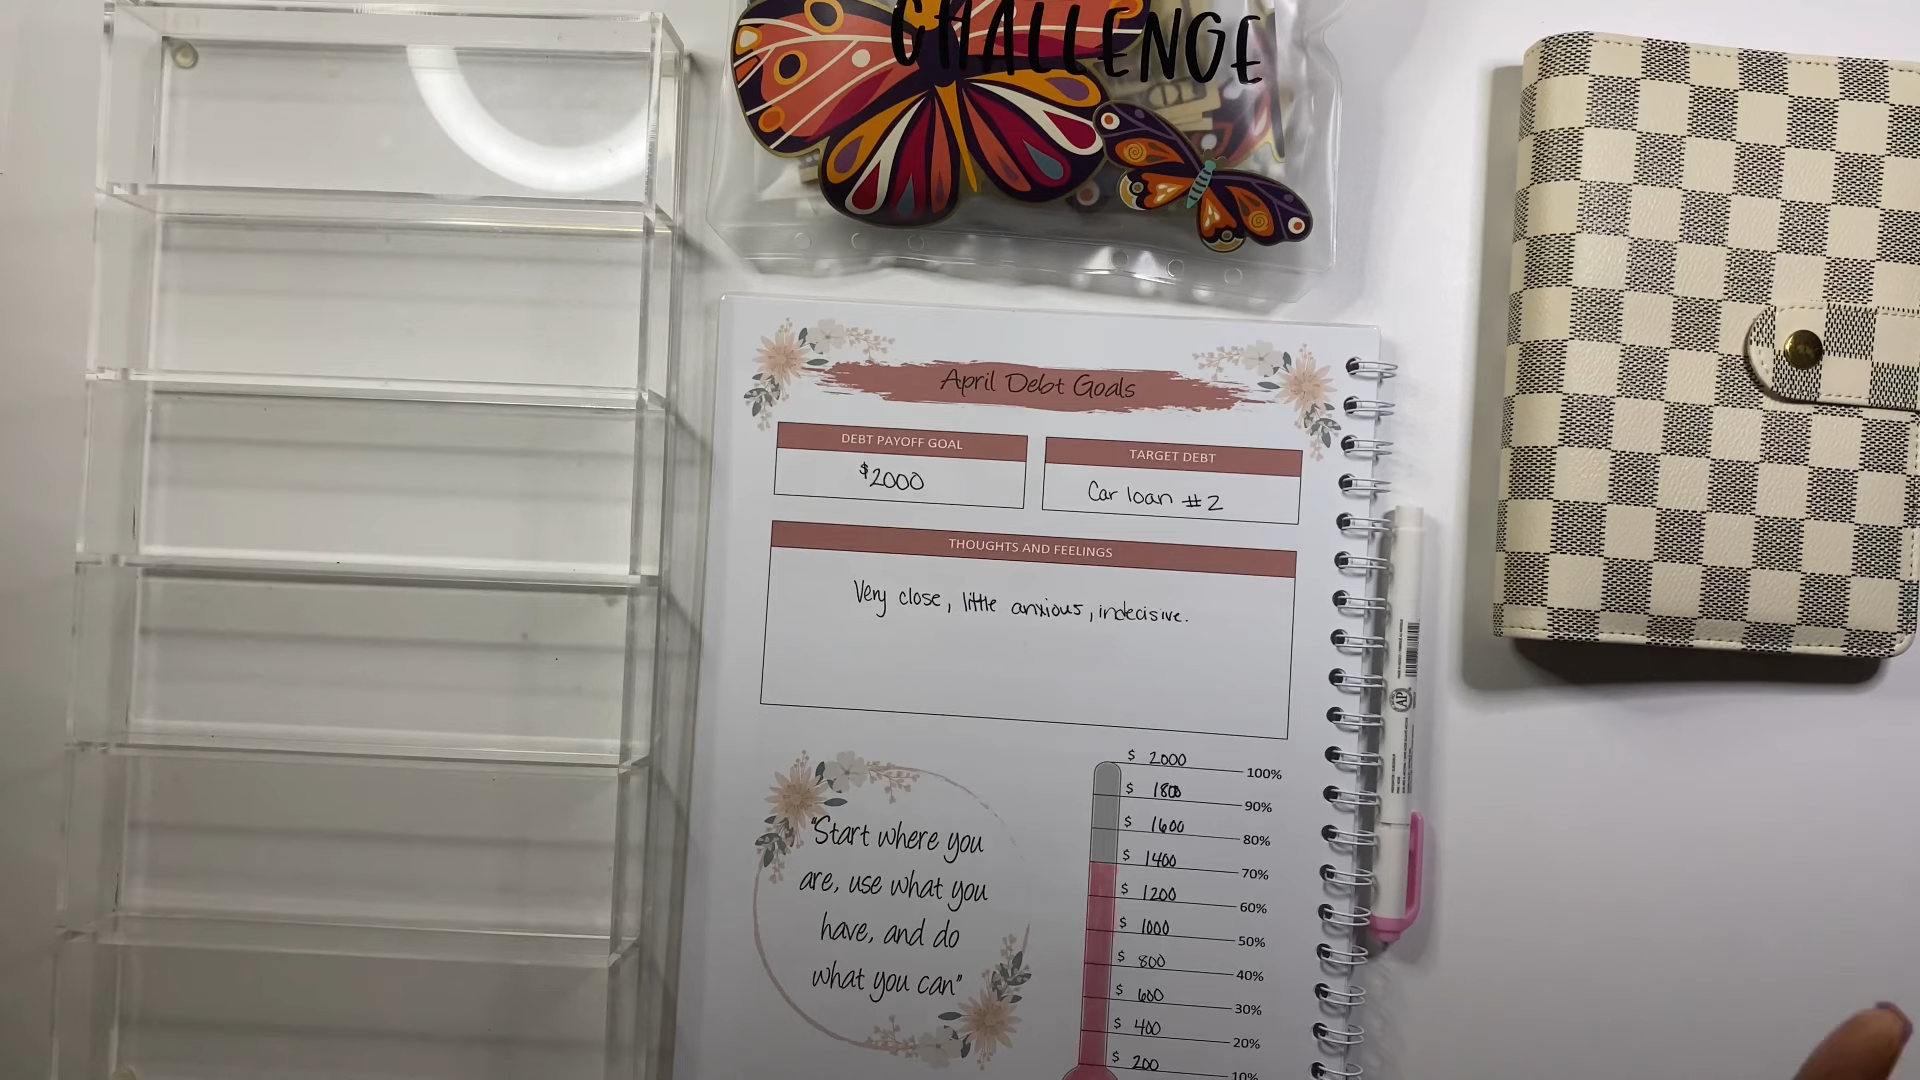 CHALLENGE
April Debt Goals
DEBT PAYOFF GOAL
$2000
TARGET DEBT
Car loan #2
THOUGHTS AND FEELINGS
Very close, little anxious, indecisive.
"Start where you
are, use what you
have, and do
what you can"
$ 2000 100%
$ 1800 90%
$ 1600 80%
$ 1400 70%
$ 1200 60%
$ 1000 50%
$ 800 40%
$ 600 30%
$ 400 20%
$ 200 10%
AP